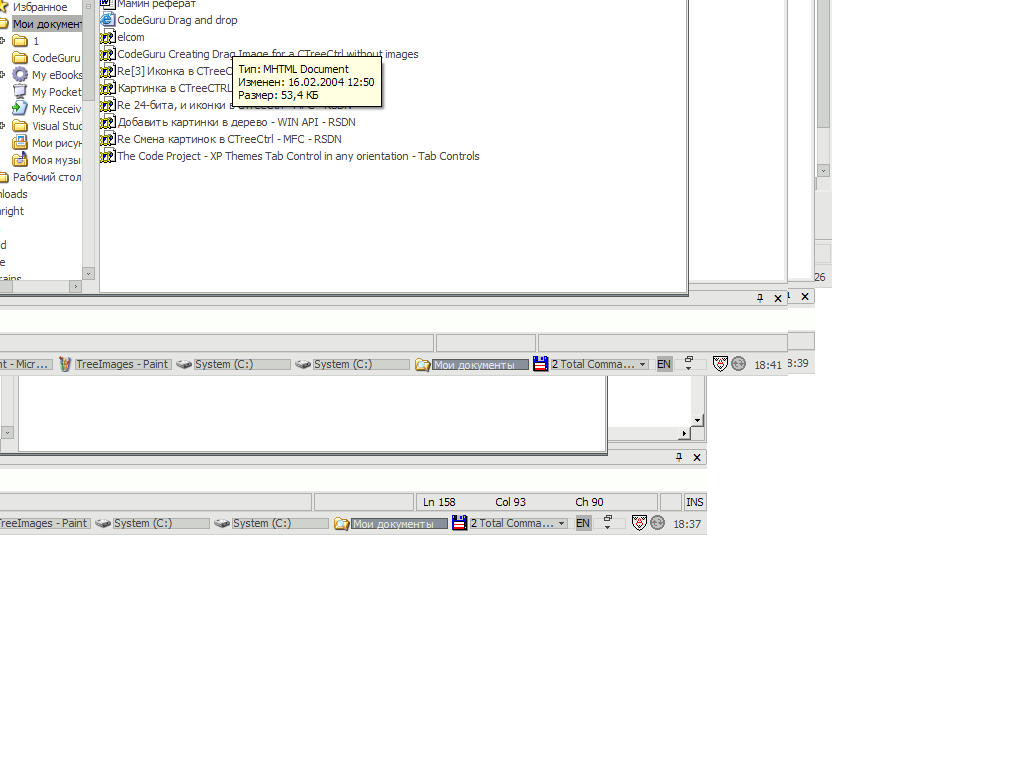 Избранное
Мои документ
1
CodeGuru
My eBooks
My Pocket
My Receiv
Visual Stud
Мои рисун
Моя музы
Рабочий стол
nloads
right
d
e
rains
Мамин реферат
CodeGuru Drag and drop
elcom
CodeGuru Creating Drag Image for a CTreeCtrl without images
Re[3] Иконка в CTreeC
Картинка в CTreeCTRL
Re 24-бита, и иконки в CTreeCtrl - MFC - RSDN
Добавить картинки в дерево - WIN API - RSDN
Re Смена картинок в CTreeCtrl - MFC - RSDN
The Code Project - XP Themes Tab Control in any orientation - Tab Controls
Тип: MHTML Document
Изменен: 16.02.2004 12:50
Размер: 53,4 КБ
26
nt - Micr... TreeImages - Paint System (C:) System (C:) Мои документы 2 Total Comma... EN 18:41 8:39
Ln 158 Col 93 Ch 90 INS
TreeImages - Paint System (C:) System (C:) Мои документы 2 Total Comma... EN 18:37